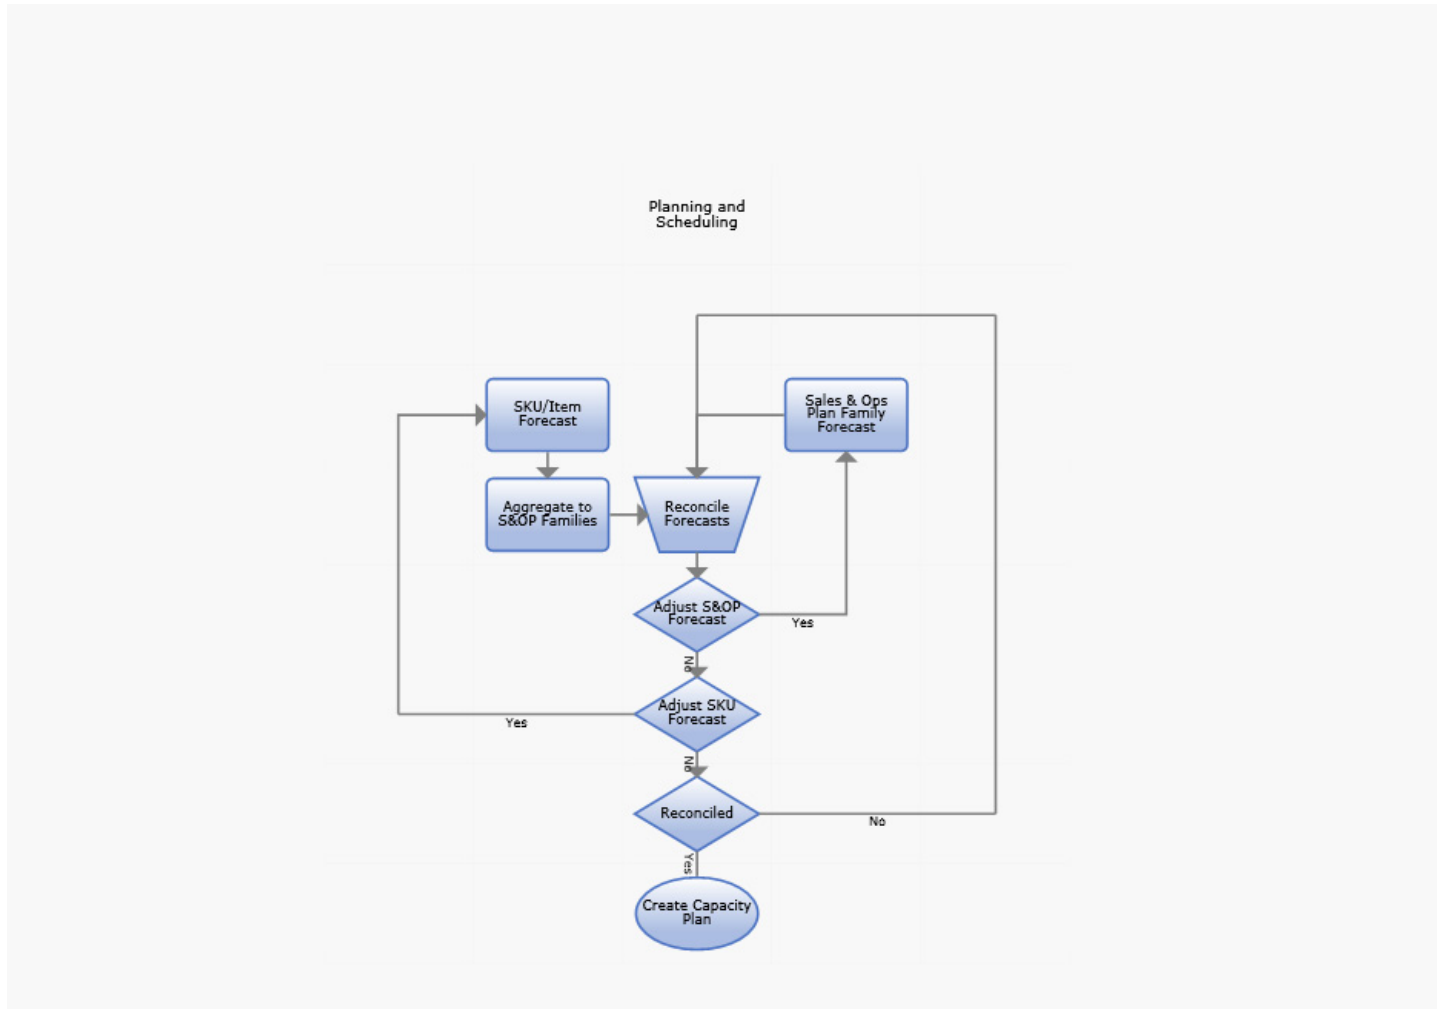 Planning and
Scheduling
SKU/Item
Forecast
Sales & Ops
Plan Family
Forecast
Aggregate to
S&OP Families
Reconcile
Forecasts
Adjust S&OP
Forecast
Yes
No
Adjust SKU
Forecast
Yes
No
Reconciled
No
Yes
Create Capacity
Plan